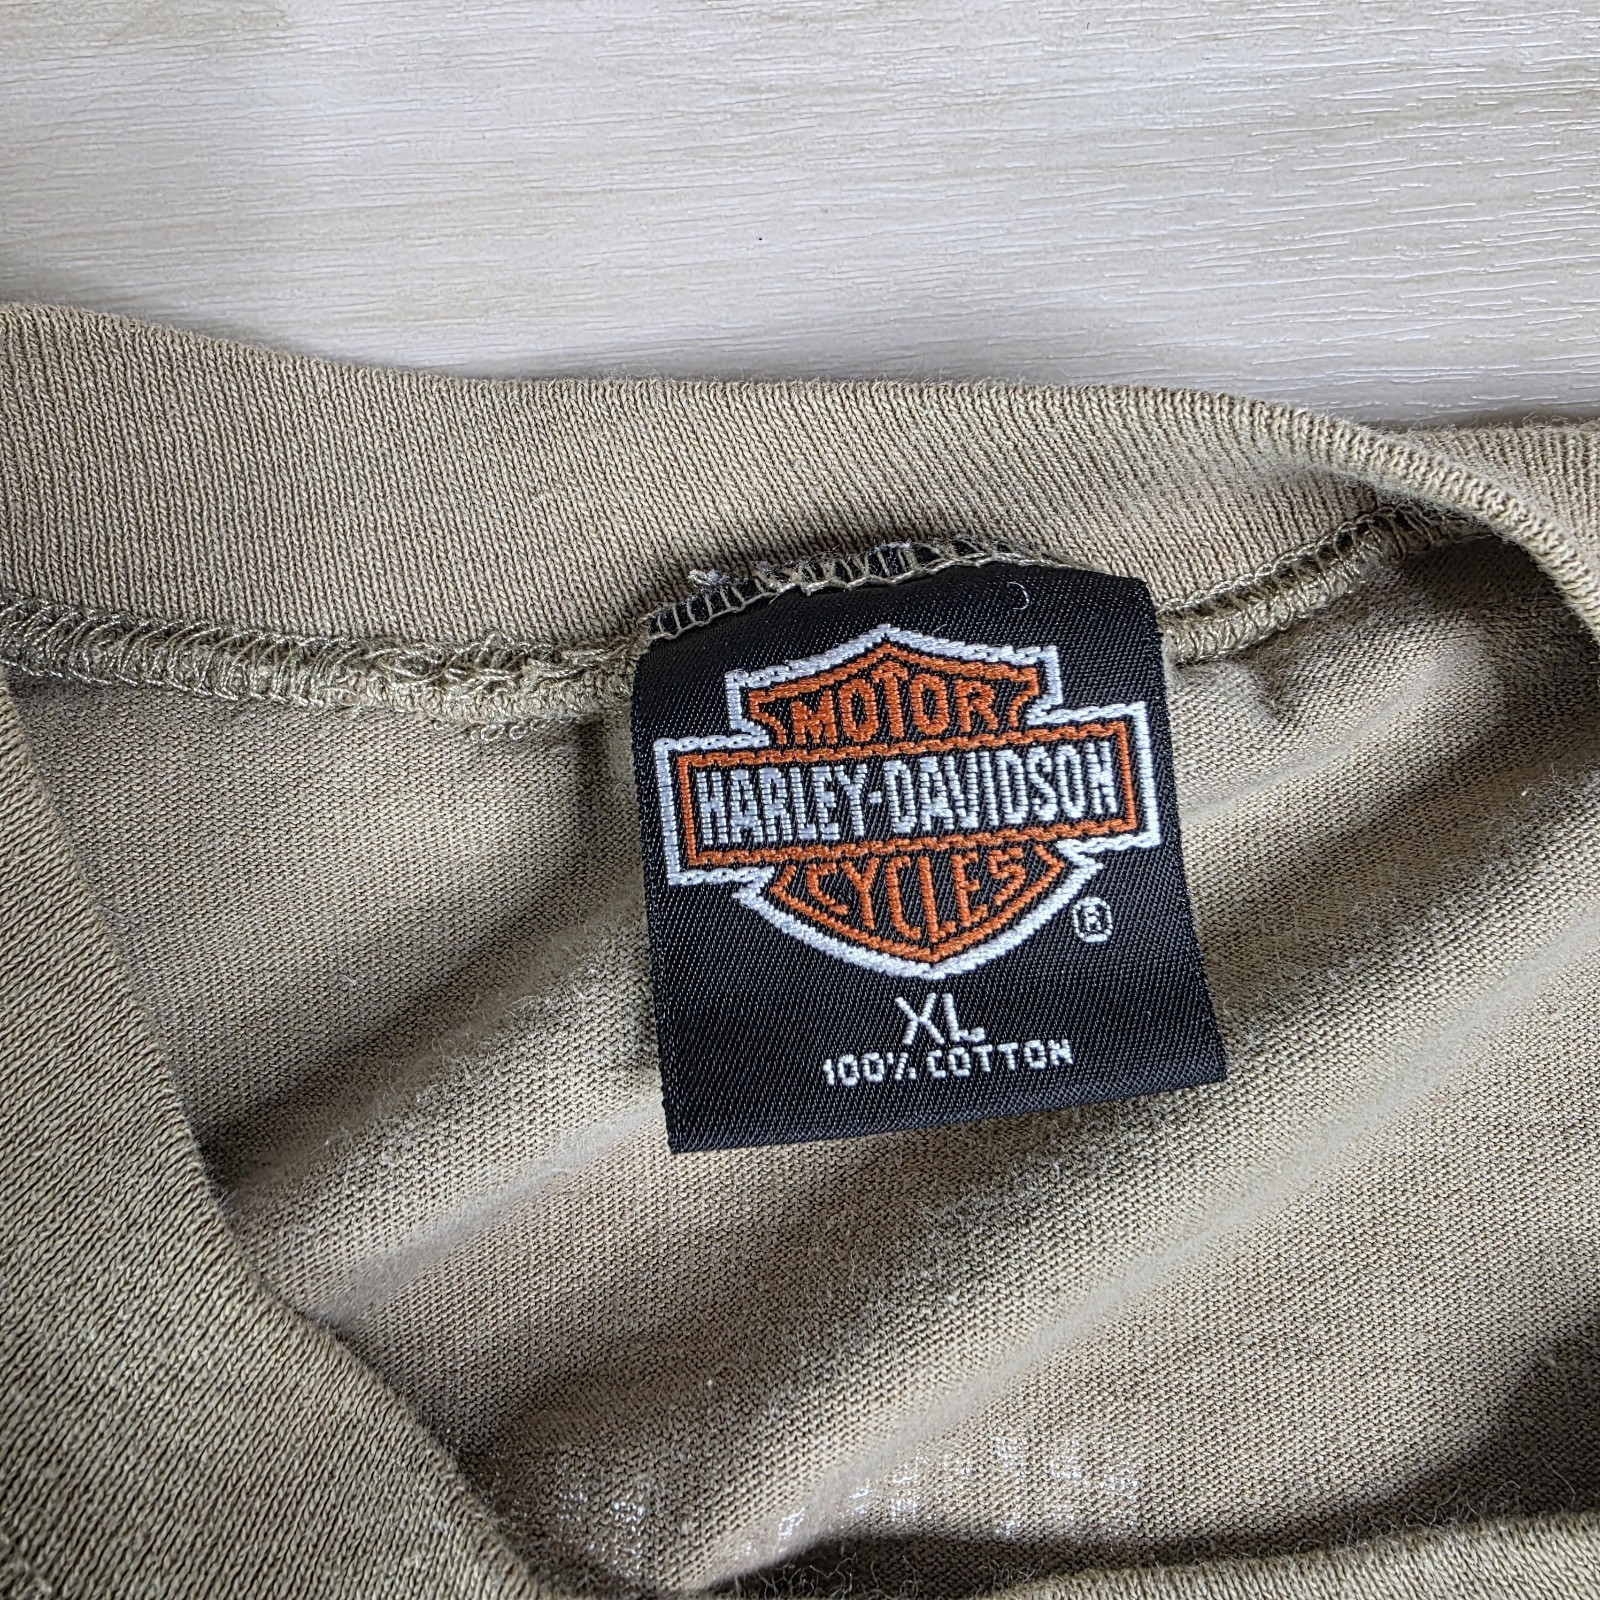 MOTOR
HARLEY-DAVIDSON
CYCLES
®
XL
100% COTTON